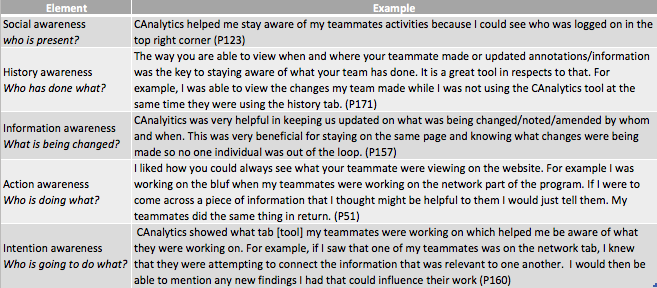 Element Example
Social awareness
who is present?
CAnalytics helped me stay aware of my teammates activities because I could see who was logged on in the
top right corner (P123)
History awareness
Who has done what?
The way you are able to view when and where your teammate made or updated annotations/information
was the key to staying aware of what your team has done. It is a great tool in respects to that. For
example, I was able to view the changes my team made while I was not using the CAnalytics tool at the
same time they were using the history tab. (P171)
Information awareness
What is being changed?
CAnalyitics was very helpful in keeping us updated on what was being changed/noted/amended by whom
and when. This was very beneficial for staying on the same page and knowing what changes were being
made so no one individual was out of the loop. (P157)
Action awareness
Who is doing what?
I liked how you could always see what your teammate were viewing on the website. For example I was
working on the bluf when my teammates were working on the network part of the program. If I were to
come across a piece of information that I thought might be helpful to them I would just tell them. My
teammates did the same thing in return. (P51)
Intention awareness
Who is going to do what?
CAnalytics showed what tab [tool] my teammates were working on which helped me be aware of what
they were working on. For example, if I saw that one of my teammates was on the network tab, I knew
that they were attempting to connect the information that was relevant to one another. I would then be
able to mention any new findings I had that could influence their work (P160)